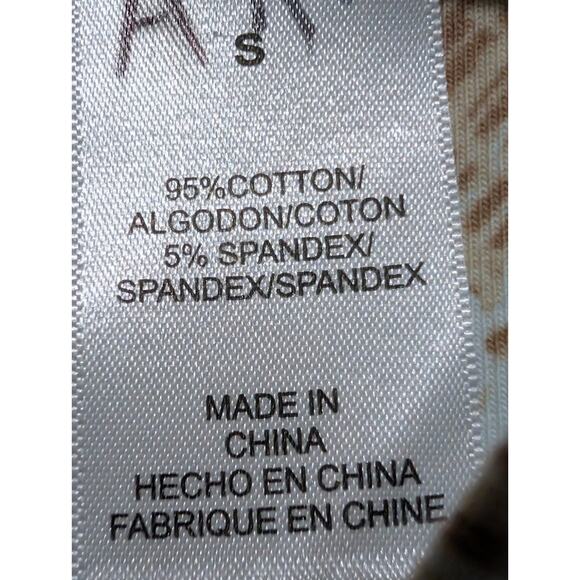 S
95%COTTON/
ALGODON/COTON
5% SPANDEX/
SPANDEX/SPANDEX
MADE IN
CHINA
HECHO EN CHINA
FABRIQUE EN CHINE